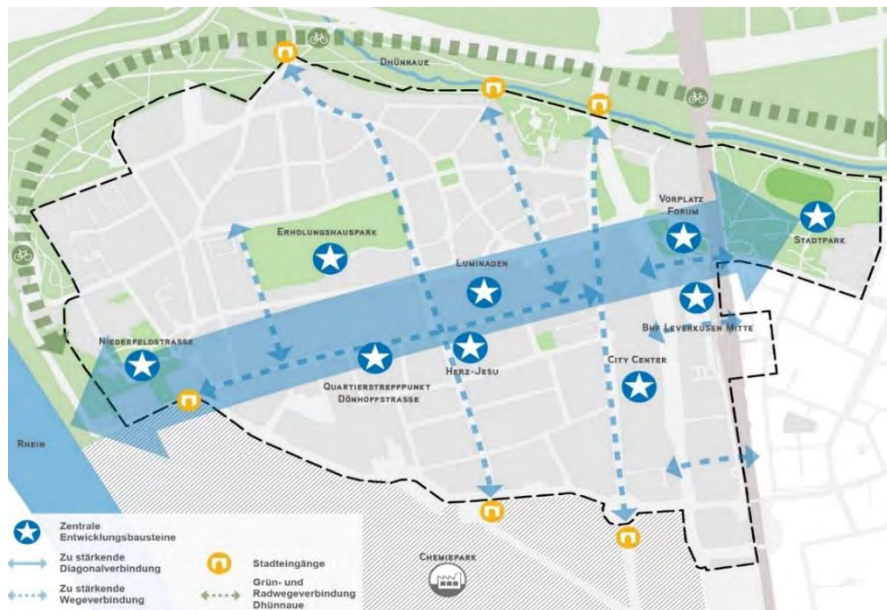 DHÜNNAUE
VORPLATZ
FORUM
ERHOLUNGSHAUSPARK
STADTPARK
LUMINADEN
BHF LEVERKUSEN MITTE
NIEDERFELDSTRASSE
HERZ-JESU
CITY CENTER
QUARTIERSTREFFPUNKT
DÖNHOFFSTRASSE
RHEIN
CHEMISPARK
Zentrale
Entwicklungsbausteine
Zu stärkende
Diagonalverbindung
Stadteingänge
Zu stärkende
Wegeverbindung
Grün- und
Radwegeverbindung
Dhünnaue